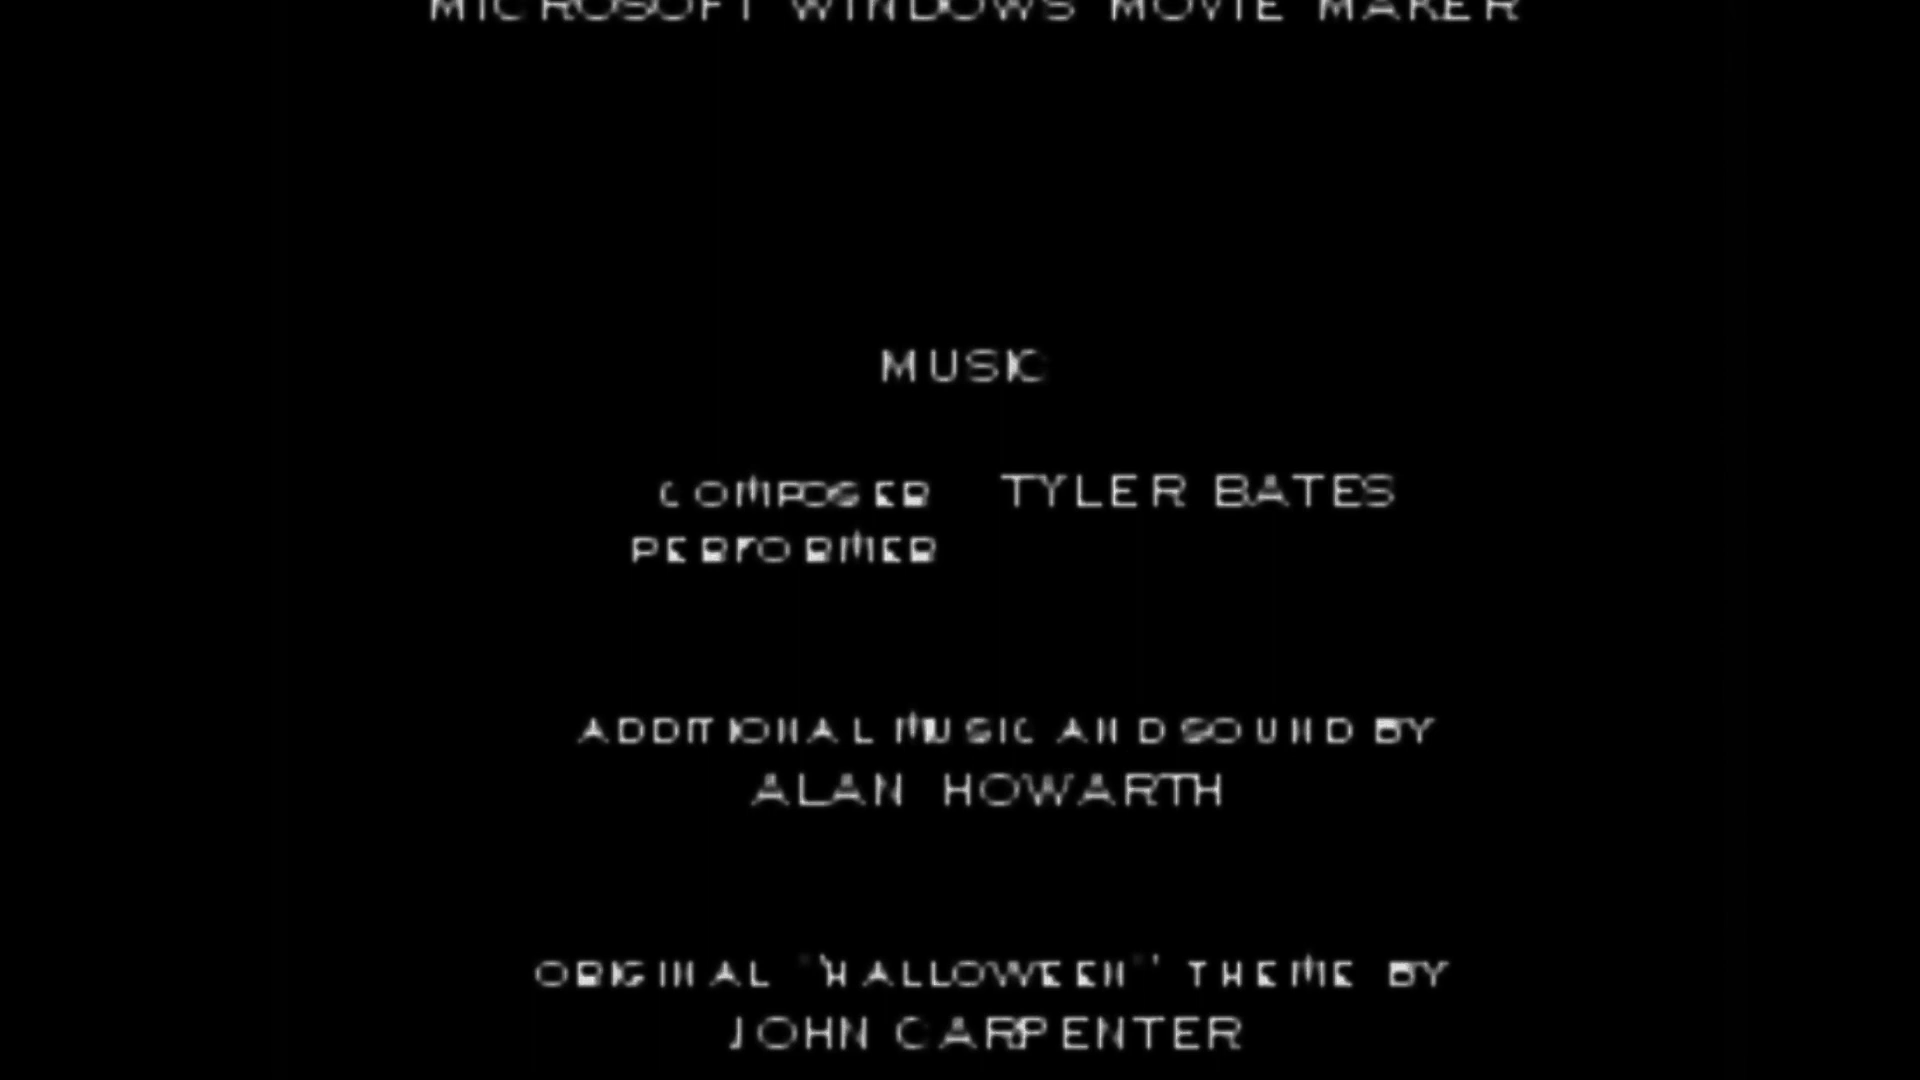 MICROSOFT WINDOWS MOVIE MAKER
MUSIC
COMPOSER TYLER BATES
PERFORMER
ADDITIONAL MUSIC AND SOUND BY
ALAN HOWARTH
ORIGINAL "HALLOWEEN" THEME BY
JOHN CARPENTER